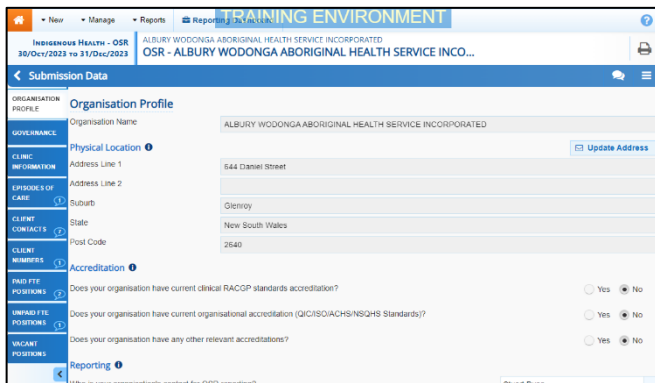 New Manage Reports Reporting Dashboard TRAINING ENVIRONMENT
INDIGENOUS HEALTH - OSR
30/OCT/2023 TO 31/DEC/2023
ALBURY WODONGA ABORIGINAL HEALTH SERVICE INCORPORATED
OSR - ALBURY WODONGA ABORIGINAL HEALTH SERVICE INCO...
Submission Data
ORGANISATION
PROFILE
GOVERNANCE
CLINIC
INFORMATION
EPISODES OF
CARE
CLIENT
CONTACTS
CLIENT
NUMBERS
PAID FTE
POSITIONS
UNPAID FTE
POSITIONS
VACANT
POSITIONS
Organisation Profile
Organisation Name ALBURY WODONGA ABORIGINAL HEALTH SERVICE INCORPORATED
Physical Location Update Address
Address Line 1 644 Daniel Street
Address Line 2
Suburb Glenroy
State New South Wales
Post Code 2640
Accreditation
Does your organisation have current clinical RACGP standards accreditation? Yes No
Does your organisation have current organisational accreditation (QIC/ISO/ACHS/NSQHS Standards)? Yes No
Does your organisation have any other relevant accreditations? Yes No
Reporting